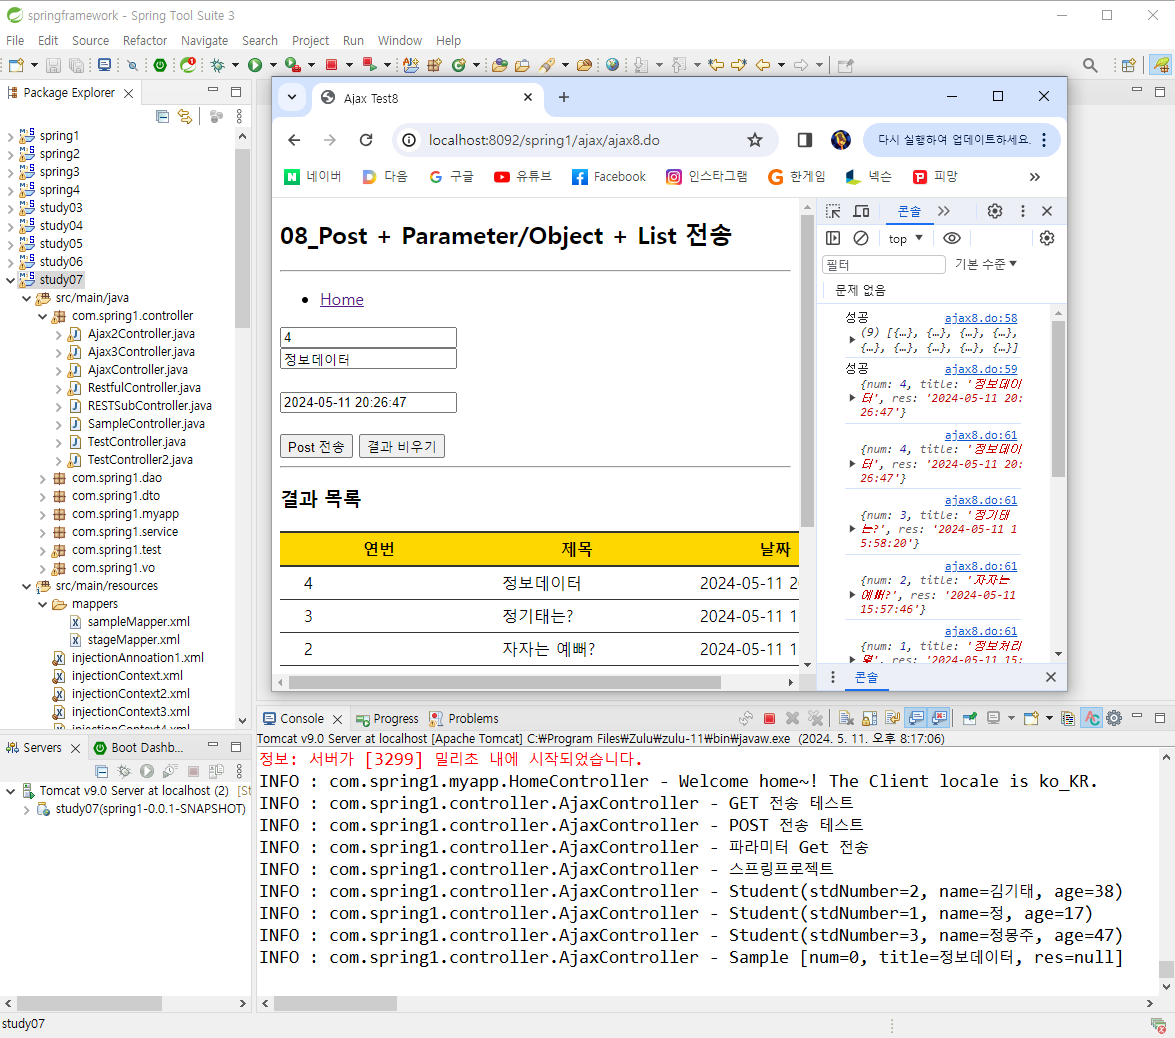 springframework - Spring Tool Suite 3
File Edit Source Refactor Navigate Search Project Run Window Help
Package Explorer
spring1
spring2
spring3
spring4
study03
study04
study05
study06
study07
src/main/java
com.spring1.controller
Ajax2Controller.java
Ajax3Controller.java
AjaxController.java
RestfulController.java
RESTSubController.java
SampleController.java
TestController.java
TestController2.java
com.spring1.dao
com.spring1.dto
com.spring1.myapp
com.spring1.service
com.spring1.test
com.spring1.vo
src/main/resources
mappers
sampleMapper.xml
stageMapper.xml
injectionAnnoation1.xml
injectionContext.xml
injectionContext2.xml
injectionContext3.xml
injectionContext4.xml
Servers
Boot Dashb...
Tomcat v9.0 Server at localhost (2) [St
study07(spring1-0.0.1-SNAPSHOT)
study07
Ajax Test8
localhost:8092/spring1/ajax/ajax8.do
다시 실행하여 업데이트하세요.
네이버 다음 구글 유튜브 Facebook 인스타그램 한게임 넥슨 피망
08_Post + Parameter/Object + List 전송
Home
4
정보데이터
2024-05-11 20:26:47
Post 전송 결과 비우기
결과 목록
연번 제목 날짜
4 정보데이터 2024-05-11 20
3 정기태는? 2024-05-11 1
2 자자는 예뻐? 2024-05-11 1
콘솔
top
필터 기본 수준
문제 없음
성공 ajax8.do:58
(9) [{…}, {…}, {…}, {…},
{…}, {…}, {…}, {…}, {…}]
성공 ajax8.do:59
{num: 4, title: '정보데이
터', res: '2024-05-11 20:
26:47'}
ajax8.do:61
{num: 4, title: '정보데이
터', res: '2024-05-11 20:
26:47'}
ajax8.do:61
{num: 3, title: '정기태
는?', res: '2024-05-11 1
5:58:20'}
ajax8.do:61
{num: 2, title: '자자는
예뻐?', res: '2024-05-11
15:57:46'}
ajax8.do:61
{num: 1, title: '정보처리
', res: '2024-05-11 15:
콘솔
Console Progress Problems
Tomcat v9.0 Server at localhost [Apache Tomcat] C:₩Program Files₩Zulu₩zulu-11₩bin₩javaw.exe (2024. 5. 11. 오후 8:17:06)
정보: 서버가 [3299] 밀리초 내에 시작되었습니다.
INFO : com.spring1.myapp.HomeController - Welcome home~! The Client locale is ko_KR.
INFO : com.spring1.controller.AjaxController - GET 전송 테스트
INFO : com.spring1.controller.AjaxController - POST 전송 테스트
INFO : com.spring1.controller.AjaxController - 파라미터 Get 전송
INFO : com.spring1.controller.AjaxController - 스프링프로젝트
INFO : com.spring1.controller.AjaxController - Student(stdNumber=2, name=김기태, age=38)
INFO : com.spring1.controller.AjaxController - Student(stdNumber=1, name=정, age=17)
INFO : com.spring1.controller.AjaxController - Student(stdNumber=3, name=정몽주, age=47)
INFO : com.spring1.controller.AjaxController - Sample [num=0, title=정보데이터, res=null]